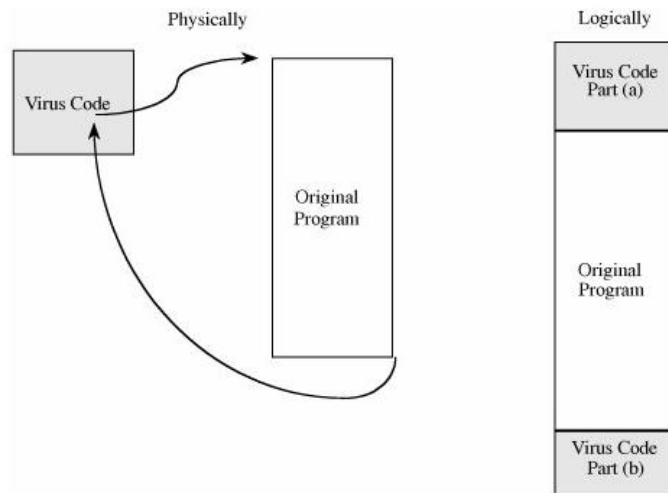 Physically
Logically
Virus Code
Original
Program
Virus Code
Part (a)
Original
Program
Virus Code
Part (b)